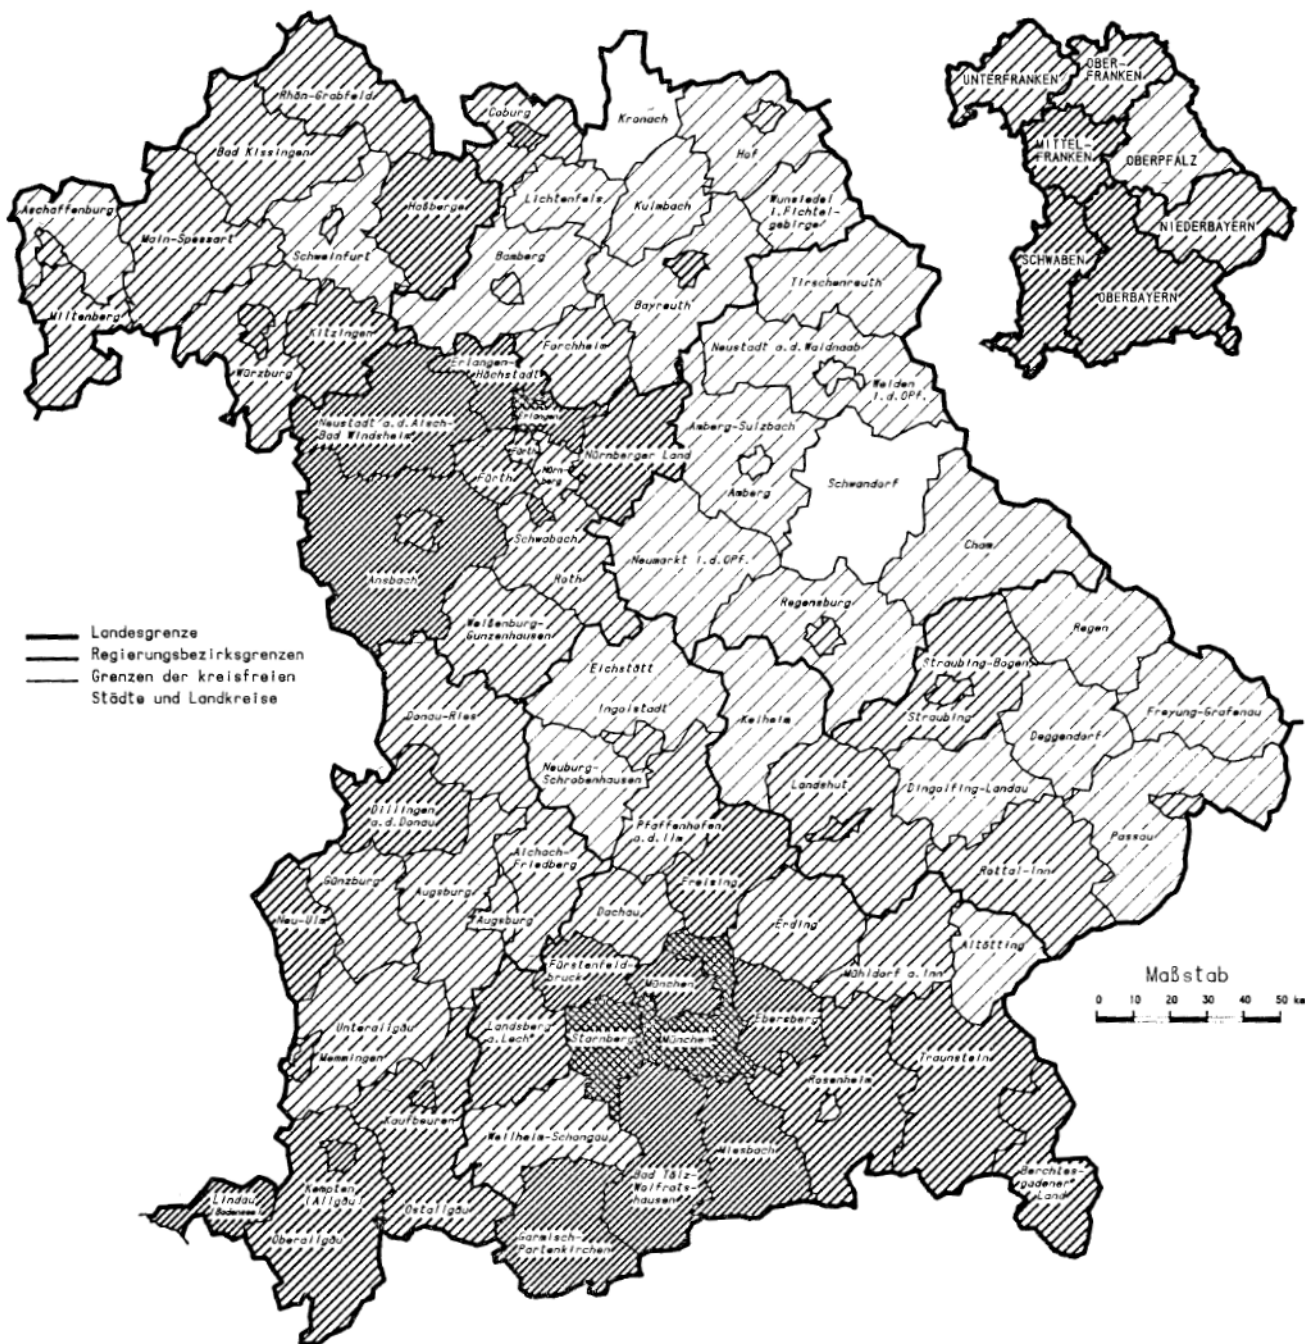 Rhön-Grabfeld
Bad Kissingen
Coburg
Kronach
Hof
Aschaffenburg
Main-Spessart
Schweinfurt
Haßberge
Lichtenfels
Kulmbach
Wunsiedel
i.Fichtel-
gebirge
Miltenberg
Bamberg
Bayreuth
Tirschenreuth
Würzburg
Kitzingen
Forchheim
Erlangen-
Höchstadt
Neustadt a.d.Waldnaab
Weiden
i.d.OPf.
Neustadt a.d.Aisch-
Bad Windsheim
Erlangen
Fürth
Fürth
Nürn-
berg
Nürnberger Land
Amberg-Sulzbach
Amberg
Schwandorf
Cham
Ansbach
Schwabach
Roth
Neumarkt i.d.OPf.
Regensburg
Weißenburg-
Gunzenhausen
Regen
Straubing-Bogen
Straubing
Eichstätt
Ingolstadt
Kelheim
Deggendorf
Freyung-Grafenau
Donau-Ries
Neuburg-
Schrobenhausen
Landshut
Dingolfing-Landau
Passau
Dillingen
a.d.Donau
Pfaffenhofen
a.d.Ilm
Rottal-Inn
Aichach-
Friedberg
Günzburg
Augsburg
Augsburg
Freising
Dachau
Erding
Neu-Ulm
Mühldorf a.Inn
Altötting
Fürstenfeld-
bruck
München
Ebersberg
Unterallgäu
Memmingen
Landsberg
a.Lech
Starnberg
München
Rosenheim
Traunstein
Kaufbeuren
Weilheim-Schongau
Miesbach
Bad Tölz-
Wolfrats-
hausen
Berchtes-
gadener
Land
Lindau
(Bodensee)
Kempten
(Allgäu)
Oberallgäu
Ostallgäu
Garmisch-
Partenkirchen
Landesgrenze
Regierungsbezirksgrenzen
Grenzen der kreisfreien
Städte und Landkreise
UNTERFRANKEN
OBER-
FRANKEN
MITTEL-
FRANKEN
OBERPFALZ
NIEDERBAYERN
SCHWABEN
OBERBAYERN
Maßstab
0 10 20 30 40 50 km